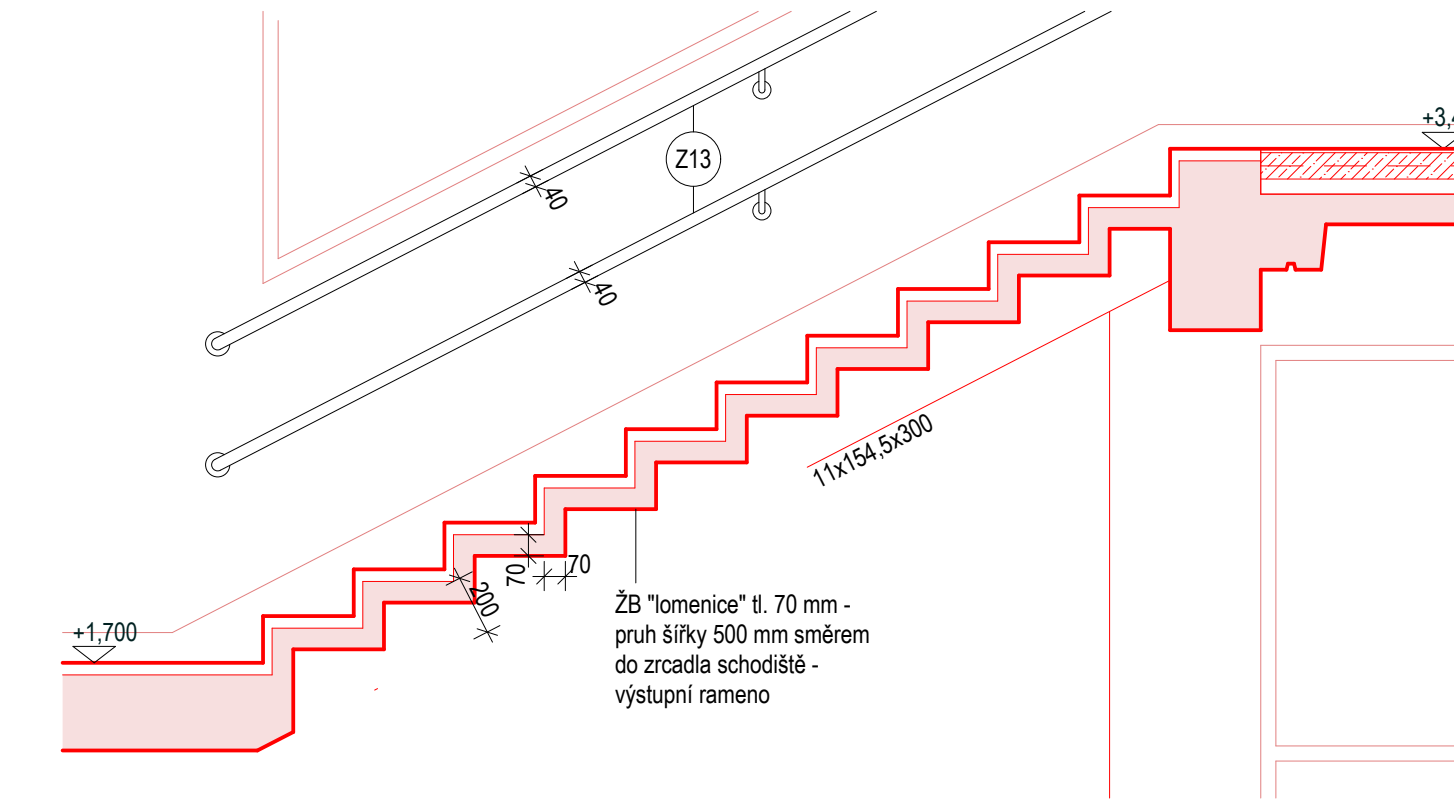 +3,4
Z13
40
40
11x154,5x300
70
70
200
ŽB "lomenice" tl. 70 mm -
pruh šířky 500 mm směrem
do zrcadla schodiště -
výstupní rameno
+1,700